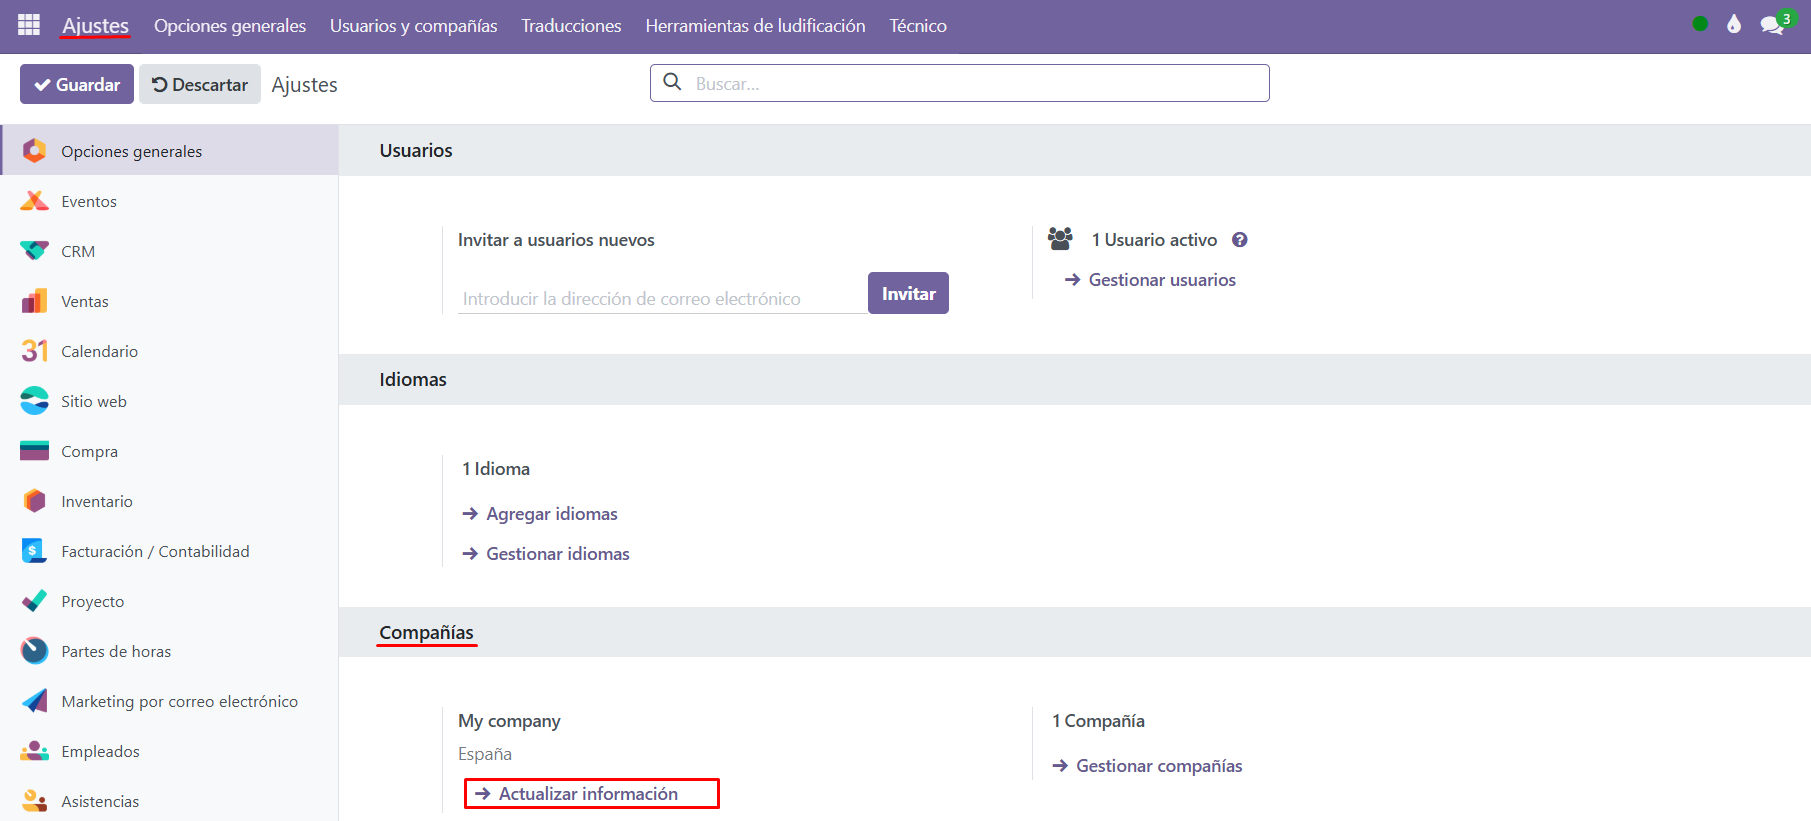 Ajustes Opciones generales Usuarios y compañías Traducciones Herramientas de ludificación Técnico 3
Guardar Descartar Ajustes Buscar...
Opciones generales
Eventos
CRM
Ventas
31 Calendario
Sitio web
Compra
Inventario
$ Facturación / Contabilidad
Proyecto
Partes de horas
Marketing por correo electrónico
Empleados
Asistencias
Usuarios
Invitar a usuarios nuevos
Introducir la dirección de correo electrónico Invitar
1 Usuario activo ?
→ Gestionar usuarios
Idiomas
1 Idioma
→ Agregar idiomas
→ Gestionar idiomas
Compañías
My company
España
→ Actualizar información
1 Compañía
→ Gestionar compañías